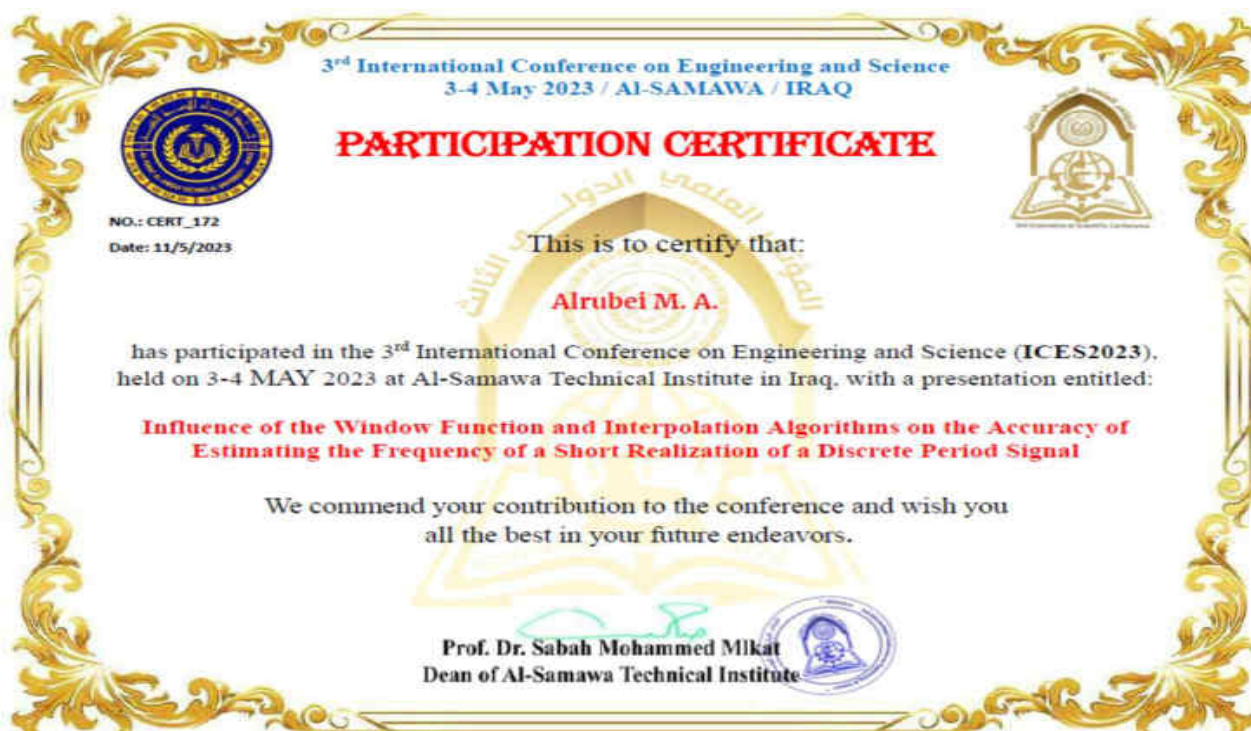 3rd International Conference on Engineering and Science
3-4 May 2023 / Al-SAMAWA / IRAQ
PARTICIPATION CERTIFICATE
NO.: CERT_172
Date: 11/5/2023
المؤتمر العلمي الدولي الثالث
This is to certify that:
Alrubei M. A.
has participated in the 3rd International Conference on Engineering and Science (ICES2023),
held on 3-4 MAY 2023 at Al-Samawa Technical Institute in Iraq, with a presentation entitled:
Influence of the Window Function and Interpolation Algorithms on the Accuracy of
Estimating the Frequency of a Short Realization of a Discrete Period Signal
We commend your contribution to the conference and wish you
all the best in your future endeavors.
Prof. Dr. Sabah Mohammed Mlkat
Dean of Al-Samawa Technical Institute